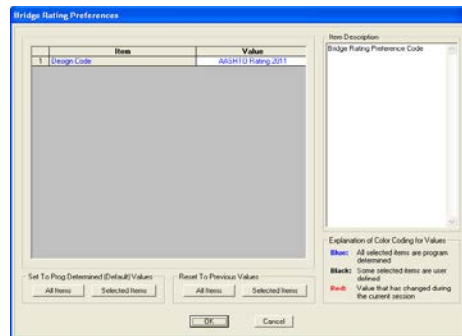 Bridge Rating Preferences
Item Value
1 Design Code AASHTO Rating 2011
Item Description
Bridge Rating Preference Code
Explanation of Color Coding for Values
Blue: All selected items are program
determined
Black: Some selected items are user
defined
Red: Value that has changed during
the current session
Set To Prog Determined (Default) Values
All Items Selected Items
Reset To Previous Values
All Items Selected Items
OK Cancel